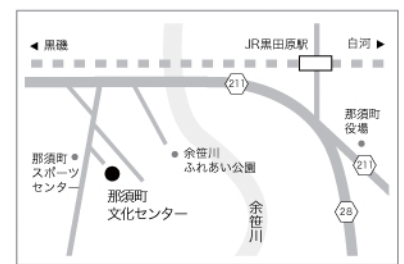 ◀ 黒磯
JR黒田原駅
白河 ▶
211
那須町
役場
那須町
スポーツ
センター
余笹川
ふれあい公園
211
那須町
文化センター
余笹川
28